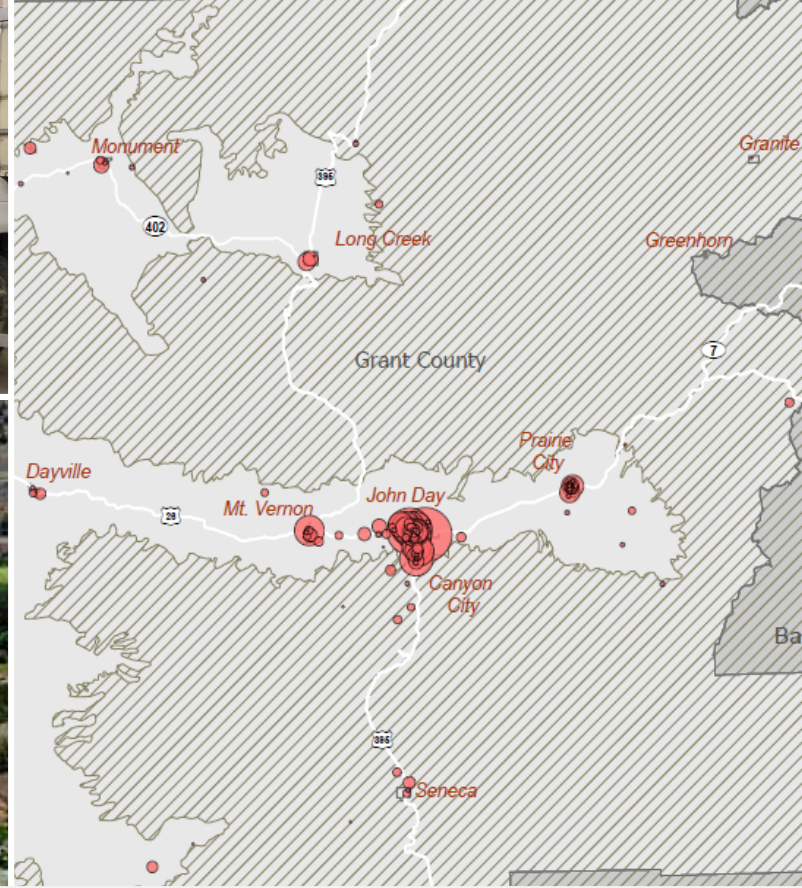 Monument
Granite
395
402
Long Creek
Greenhorn
Grant County
7
Prairie
City
Dayville
John Day
Mt. Vernon
26
Canyon
City
Ba
395
Seneca